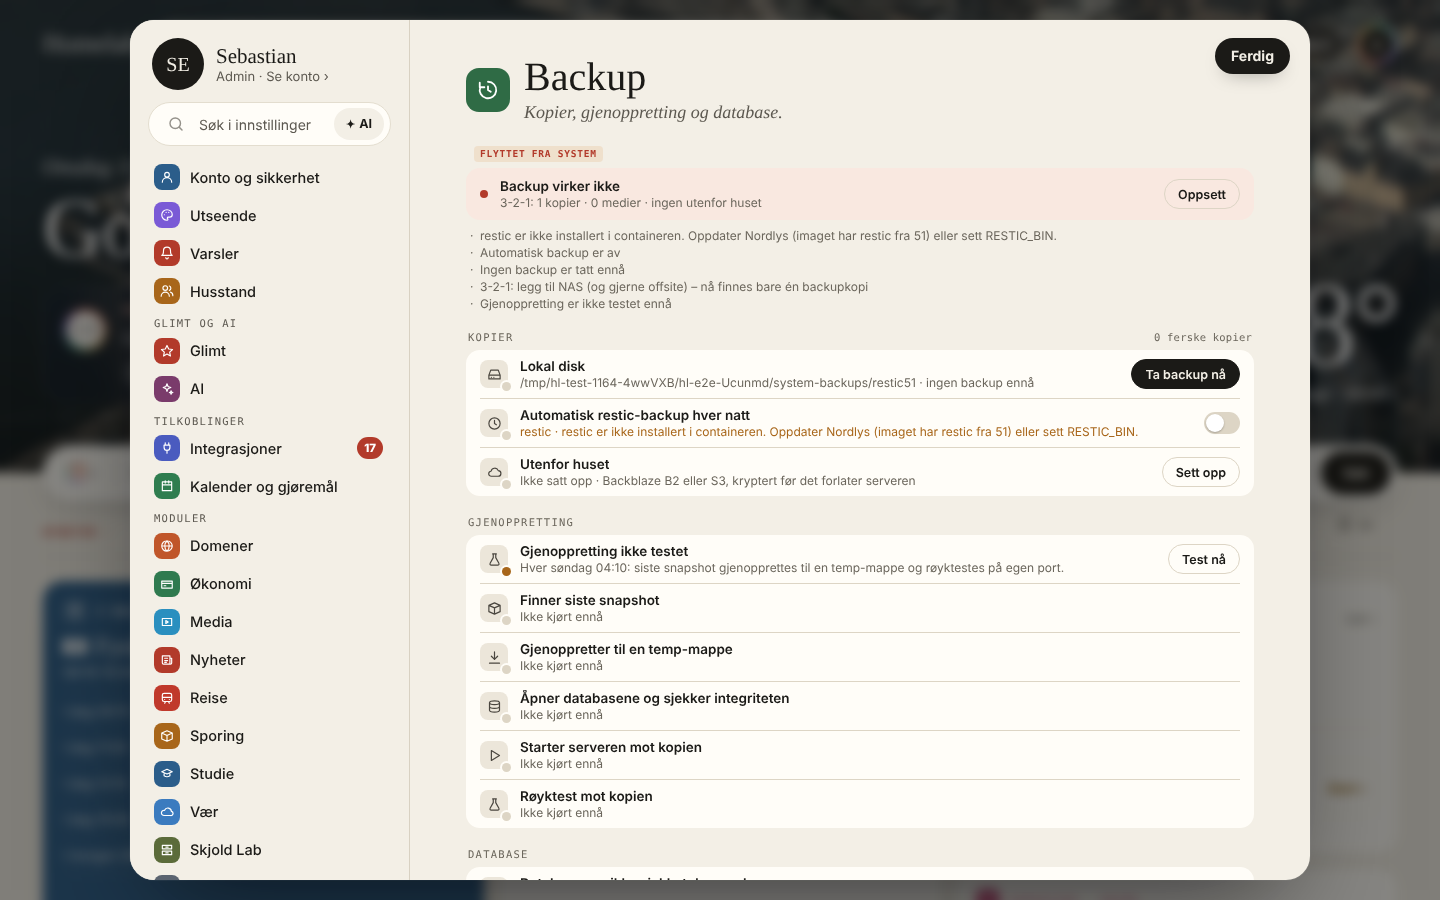 SE
Sebastian
Admin · Se konto ›
Søk i innstillinger
AI
Konto og sikkerhet
Utseende
Varsler
Husstand
GLIMT OG AI
Glimt
AI
TILKOBLINGER
Integrasjoner 17
Kalender og gjøremål
MODULER
Domener
Økonomi
Media
Nyheter
Reise
Sporing
Studie
Vær
Skjold Lab
Ferdig
Backup
Kopier, gjenoppretting og database.
FLYTTET FRA SYSTEM
Backup virker ikke
3-2-1: 1 kopier · 0 medier · ingen utenfor huset
Oppsett
· restic er ikke installert i containeren. Oppdater Nordlys (imaget har restic fra 51) eller sett RESTIC_BIN.
· Automatisk backup er av
· Ingen backup er tatt ennå
· 3-2-1: legg til NAS (og gjerne offsite) – nå finnes bare én backupkopi
· Gjenoppretting er ikke testet ennå
KOPIER 0 ferske kopier
Lokal disk
/tmp/hl-test-1164-4wwVXB/hl-e2e-Ucunmd/system-backups/restic51 · ingen backup ennå
Ta backup nå
Automatisk restic-backup hver natt
restic · restic er ikke installert i containeren. Oppdater Nordlys (imaget har restic fra 51) eller sett RESTIC_BIN.
Utenfor huset
Ikke satt opp · Backblaze B2 eller S3, kryptert før det forlater serveren
Sett opp
GJENOPPRETTING
Gjenoppretting ikke testet
Hver søndag 04:10: siste snapshot gjenopprettes til en temp-mappe og røyktestes på egen port.
Test nå
Finner siste snapshot
Ikke kjørt ennå
Gjenoppretter til en temp-mappe
Ikke kjørt ennå
Åpner databasene og sjekker integriteten
Ikke kjørt ennå
Starter serveren mot kopien
Ikke kjørt ennå
Røyktest mot kopien
Ikke kjørt ennå
DATABASE
8°